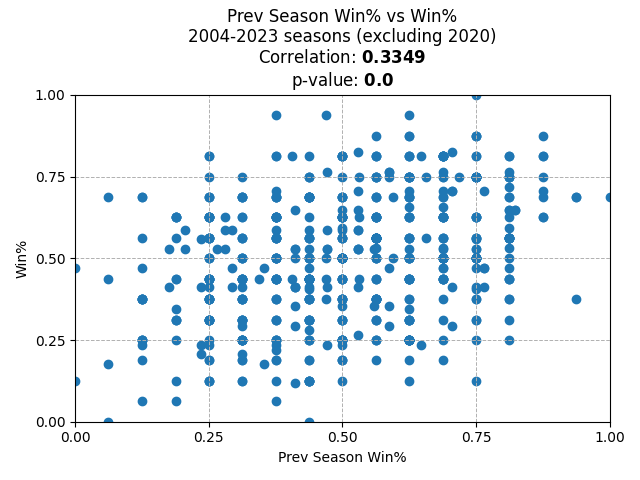 Prev Season Win% vs Win%
2004-2023 seasons (excluding 2020)
Correlation: 0.3349
p-value: 0.0
1.00
0.75
0.50
0.25
0.00
Win%
0.00 0.25 0.50 0.75 1.00
Prev Season Win%